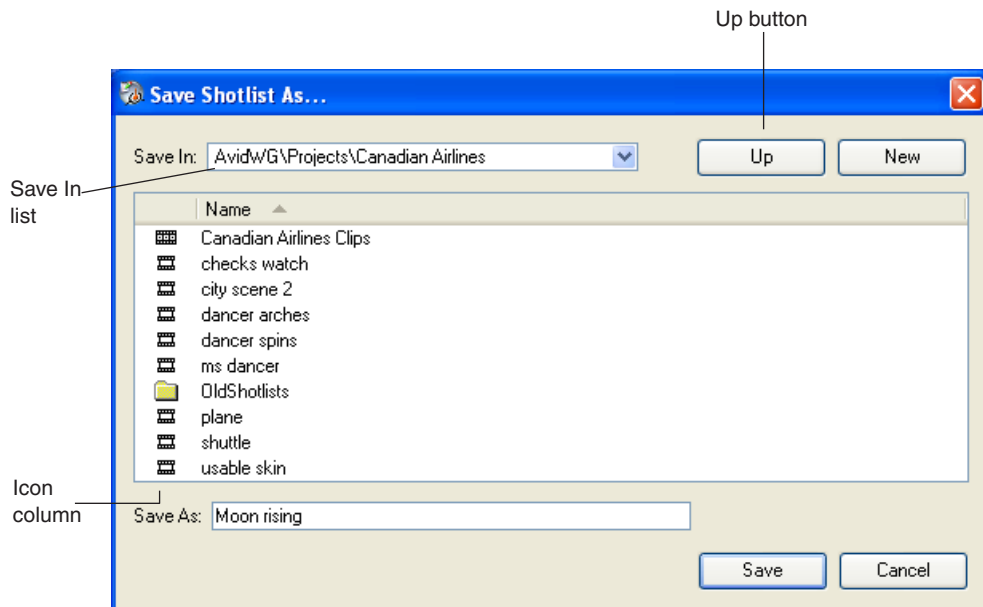 Up button
Save Shotlist As...
Save In: AvidWG\Projects\Canadian Airlines
Up
New
Save In
list
Name
Canadian Airlines Clips
checks watch
city scene 2
dancer arches
dancer spins
ms dancer
OldShotlists
plane
shuttle
usable skin
Icon
column
Save As: Moon rising
Save
Cancel